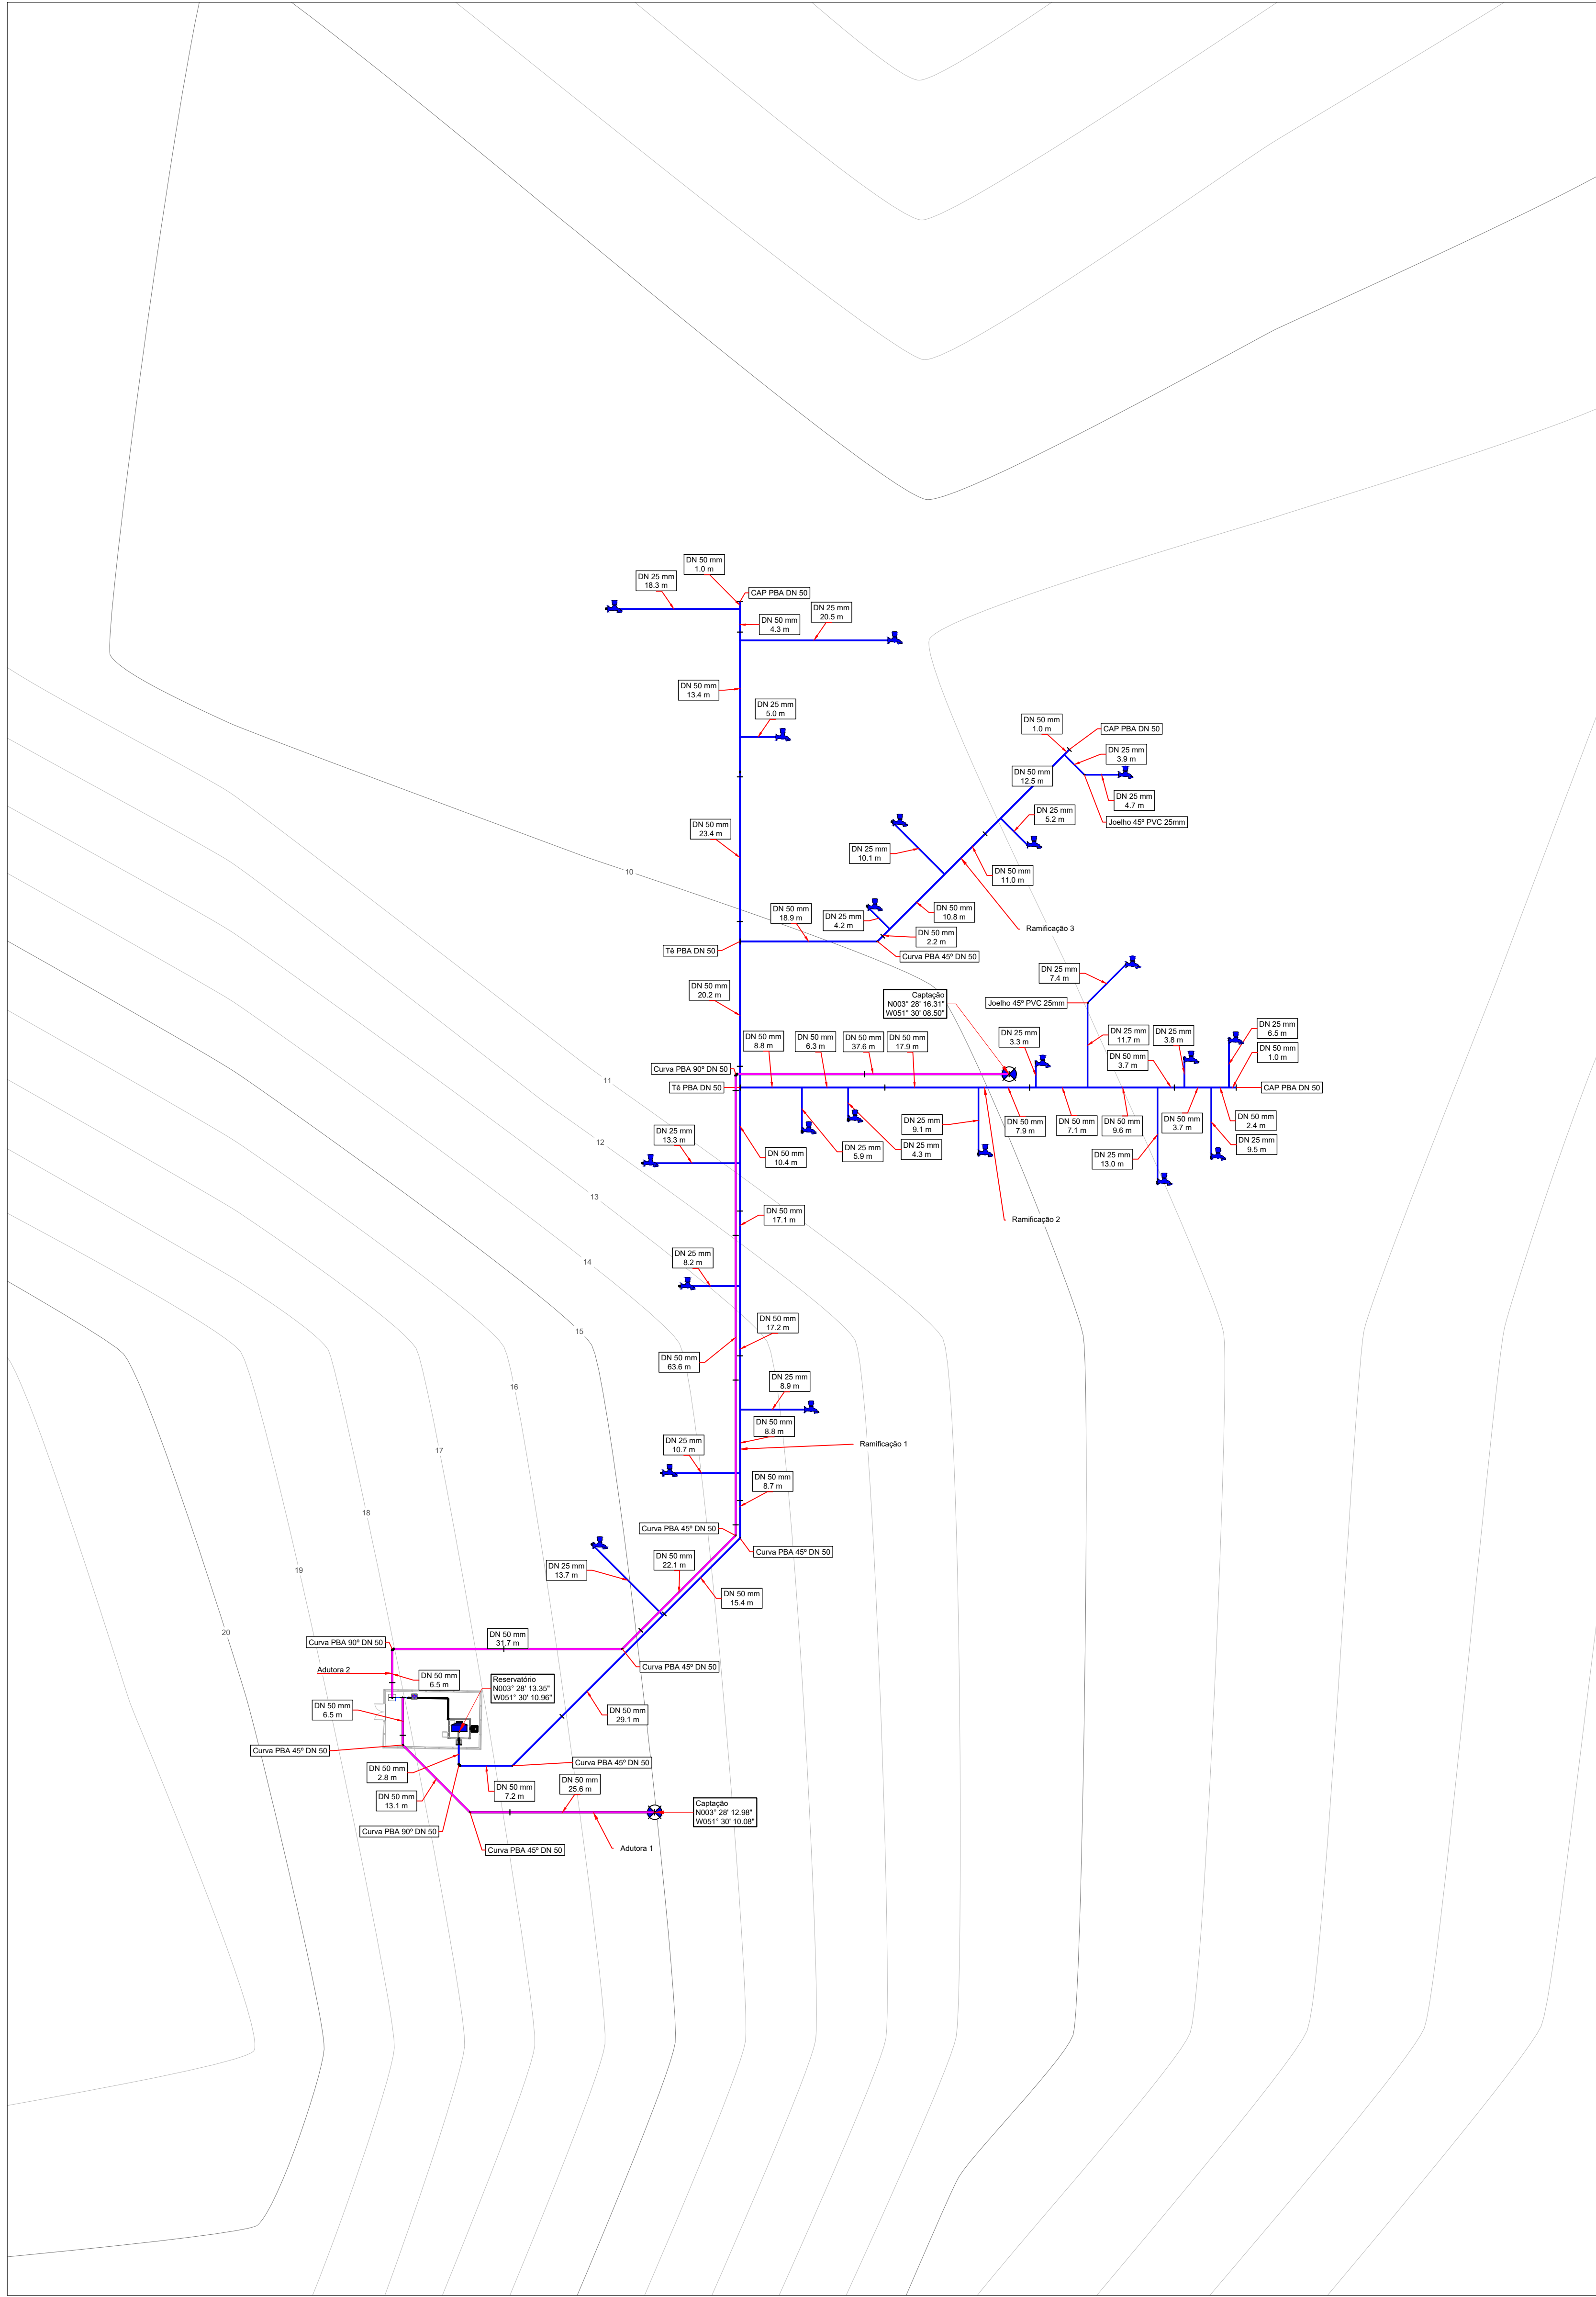 DN 50 mm
1.0 m
DN 25 mm
18.3 m
CAP PBA DN 50
DN 25 mm
20.5 m
DN 50 mm
4.3 m
DN 50 mm
13.4 m
DN 25 mm
5.0 m
DN 50 mm
1.0 m
CAP PBA DN 50
DN 25 mm
3.9 m
DN 50 mm
12.5 m
DN 25 mm
4.7 m
DN 25 mm
5.2 m
Joelho 45º PVC 25mm
DN 50 mm
23.4 m
DN 25 mm
10.1 m
DN 50 mm
11.0 m
10
DN 50 mm
18.9 m
DN 25 mm
4.2 m
DN 50 mm
10.8 m
Ramificação 3
DN 50 mm
2.2 m
Tê PBA DN 50
Curva PBA 45º DN 50
DN 25 mm
7.4 m
DN 50 mm
20.2 m
Captação
N003° 28' 16.31"
W051° 30' 08.50"
Joelho 45º PVC 25mm
DN 50 mm
8.8 m
DN 50 mm
6.3 m
DN 50 mm
37.6 m
DN 50 mm
17.9 m
DN 25 mm
3.3 m
DN 25 mm
11.7 m
DN 25 mm
3.8 m
DN 25 mm
6.5 m
DN 50 mm
1.0 m
DN 50 mm
3.7 m
Curva PBA 90º DN 50
11
Tê PBA DN 50
CAP PBA DN 50
DN 25 mm
13.3 m
12
DN 50 mm
10.4 m
DN 25 mm
5.9 m
DN 25 mm
4.3 m
DN 25 mm
9.1 m
DN 50 mm
7.9 m
DN 50 mm
7.1 m
DN 50 mm
9.6 m
DN 50 mm
3.7 m
DN 50 mm
2.4 m
DN 25 mm
9.5 m
DN 25 mm
13.0 m
13
DN 50 mm
17.1 m
Ramificação 2
DN 25 mm
8.2 m
14
DN 50 mm
17.2 m
15
DN 50 mm
63.6 m
16
DN 25 mm
8.9 m
DN 50 mm
8.8 m
DN 25 mm
10.7 m
Ramificação 1
17
DN 50 mm
8.7 m
18
Curva PBA 45º DN 50
Curva PBA 45º DN 50
DN 25 mm
13.7 m
DN 50 mm
22.1 m
19
DN 50 mm
15.4 m
20
Curva PBA 90º DN 50
DN 50 mm
31.7 m
Curva PBA 45º DN 50
Adutora 2
DN 50 mm
6.5 m
Reservatório
N003° 28' 13.35"
W051° 30' 10.96"
DN 50 mm
6.5 m
DN 50 mm
29.1 m
Curva PBA 45º DN 50
Curva PBA 45º DN 50
DN 50 mm
2.8 m
DN 50 mm
7.2 m
DN 50 mm
25.6 m
DN 50 mm
13.1 m
Captação
N003° 28' 12.98"
W051° 30' 10.08"
Curva PBA 90º DN 50
Curva PBA 45º DN 50
Adutora 1